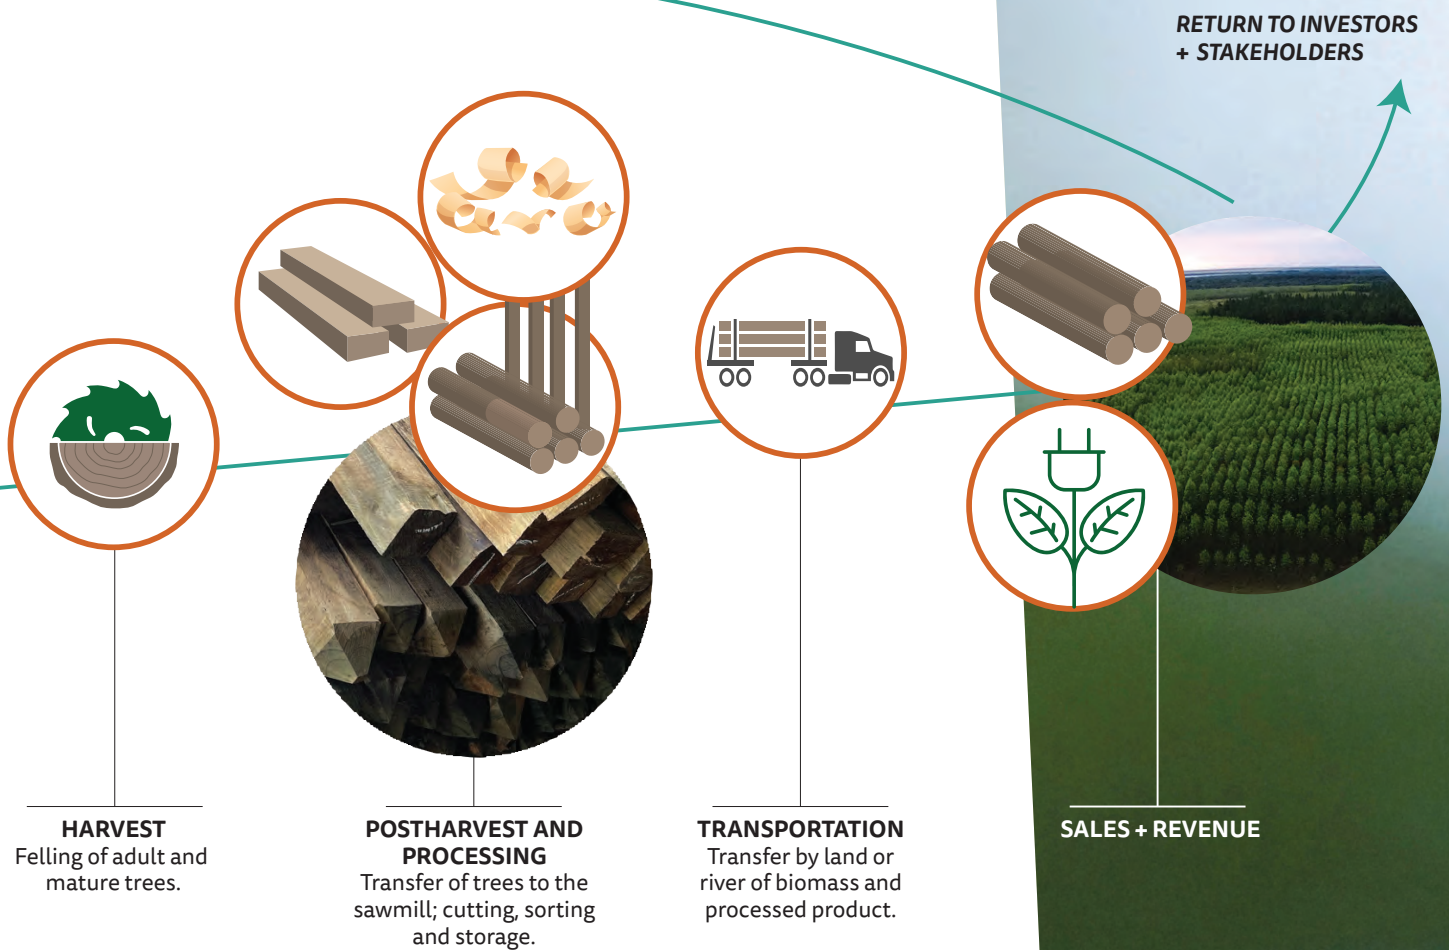 RETURN TO INVESTORS
+ STAKEHOLDERS
HARVEST
Felling of adult and
mature trees.
POSTHARVEST AND
PROCESSING
Transfer of trees to the
sawmill; cutting, sorting
and storage.
TRANSPORTATION
Transfer by land or
river of biomass and
processed product.
SALES + REVENUE